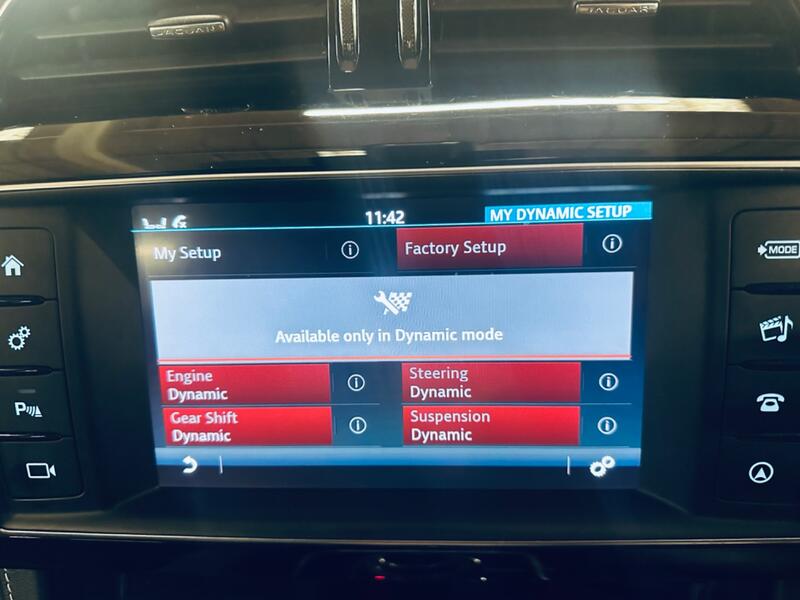 JAGUAR
JAGUAR
11:42
MY DYNAMIC SETUP
My Setup
Factory Setup
MODE
Available only in Dynamic mode
Engine
Dynamic
Steering
Dynamic
Gear Shift
Dynamic
Suspension
Dynamic
P